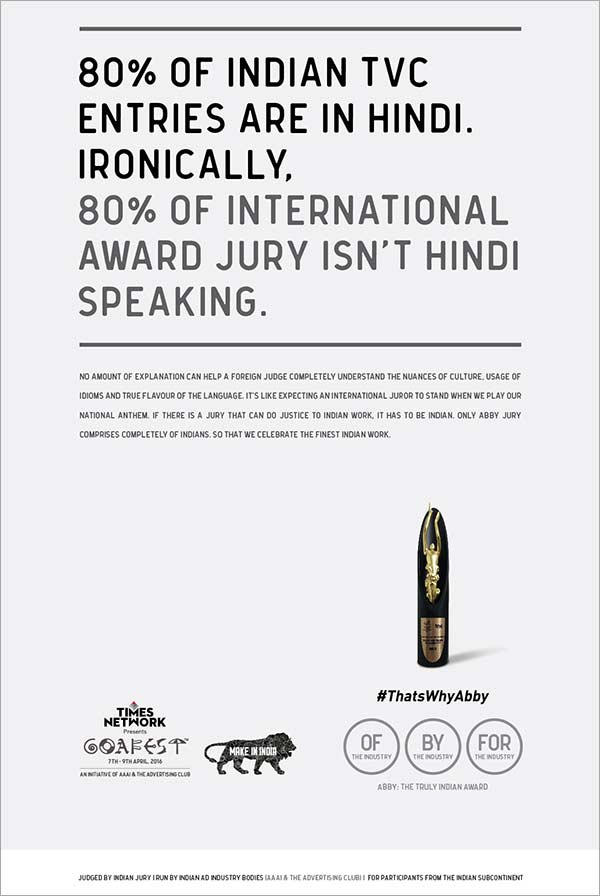 80% OF INDIAN TVC
ENTRIES ARE IN HINDI.
IRONICALLY,
80% OF INTERNATIONAL
AWARD JURY ISN'T HINDI
SPEAKING.
NO AMOUNT OF EXPLANATION CAN HELP A FOREIGN JUDGE COMPLETELY UNDERSTAND THE NUANCES OF CULTURE, USAGE OF
IDIOMS AND TRUE FLAVOUR OF THE LANGUAGE. IT'S LIKE EXPECTING AN INTERNATIONAL JUROR TO STAND WHEN WE PLAY OUR
NATIONAL ANTHEM. IF THERE IS A JURY THAT CAN DO JUSTICE TO INDIAN WORK, IT HAS TO BE INDIAN. ONLY ABBY JURY
COMPRISES COMPLETELY OF INDIANS. SO THAT WE CELEBRATE THE FINEST INDIAN WORK.
#ThatsWhyAbby
TIMES
NETWORK
Presents
GOAFEST™
7TH - 9TH APRIL, 2016
AN INITIATIVE OF AAAI & THE ADVERTISING CLUB
MAKE IN INDIA
OF
THE INDUSTRY
BY
THE INDUSTRY
FOR
THE INDUSTRY
ABBY: THE TRULY INDIAN AWARD
JUDGED BY INDIAN JURY | RUN BY INDIAN AD INDUSTRY BODIES (AAAI & THE ADVERTISING CLUB) | FOR PARTICIPANTS FROM THE INDIAN SUBCONTINENT